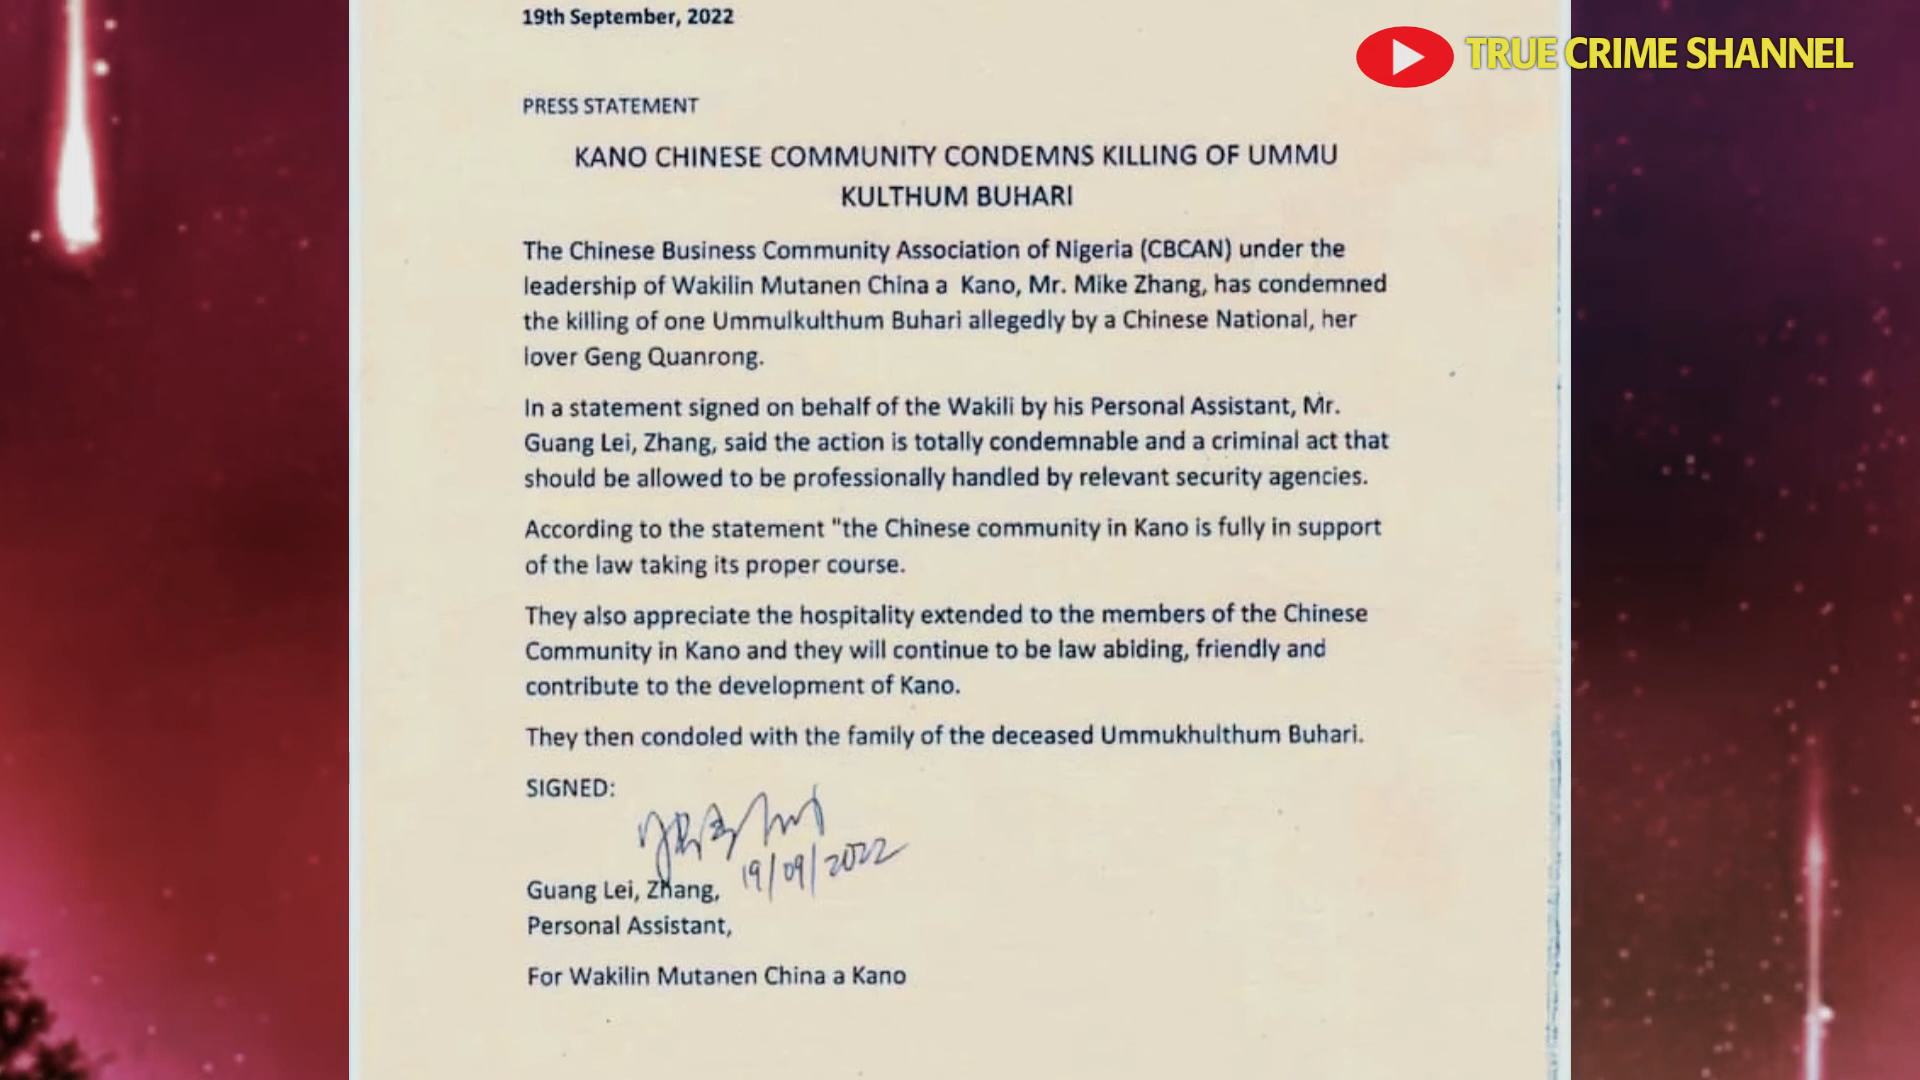 19th September, 2022
TRUE CRIME SHANNEL
PRESS STATEMENT
KANO CHINESE COMMUNITY CONDEMNS KILLING OF UMMU
KULTHUM BUHARI
The Chinese Business Community Association of Nigeria (CBCAN) under the
leadership of Wakilin Mutanen China a Kano, Mr. Mike Zhang, has condemned
the killing of one Ummulkulthum Buhari allegedly by a Chinese National, her
lover Geng Quanrong.
In a statement signed on behalf of the Wakili by his Personal Assistant, Mr.
Guang Lei, Zhang, said the action is totally condemnable and a criminal act that
should be allowed to be professionally handled by relevant security agencies.
According to the statement "the Chinese community in Kano is fully in support
of the law taking its proper course.
They also appreciate the hospitality extended to the members of the Chinese
Community in Kano and they will continue to be law abiding, friendly and
contribute to the development of Kano.
They then condoled with the family of the deceased Ummukhulthum Buhari.
SIGNED:
19/09/2022
Guang Lei, Zhang,
Personal Assistant,
For Wakilin Mutanen China a Kano